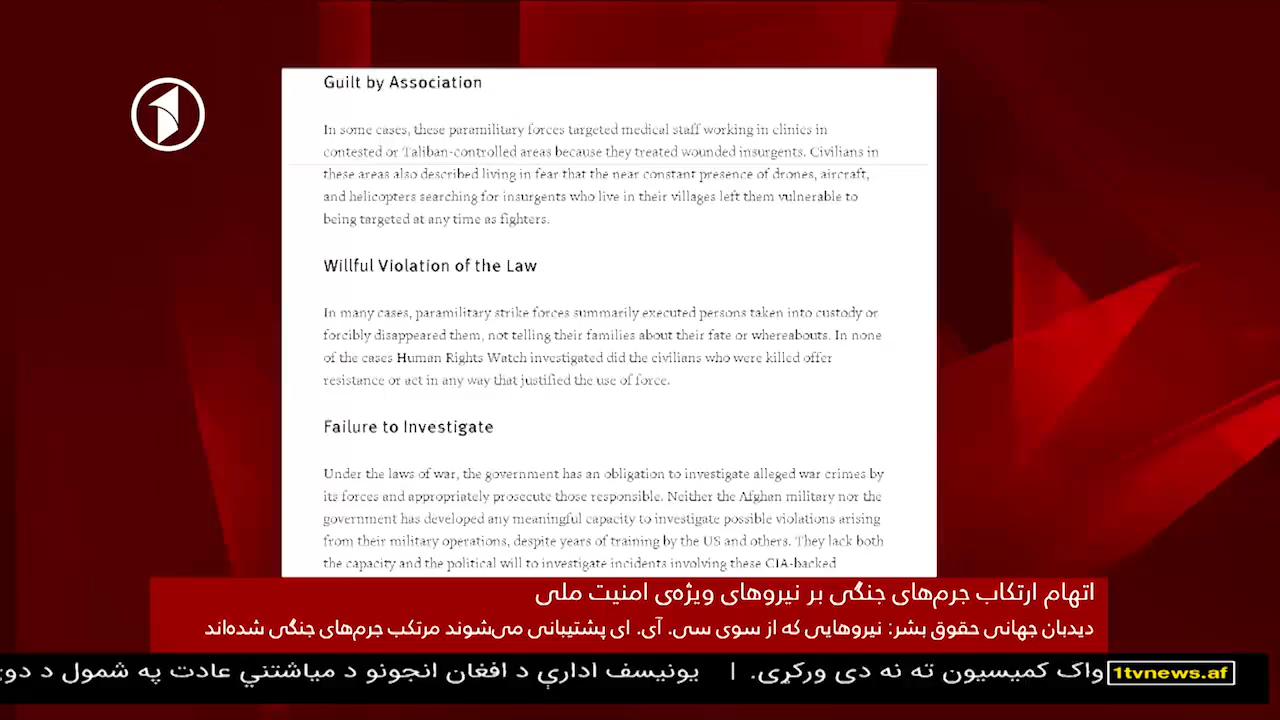 Guilt by Association
In some cases, these paramilitary forces targeted medical staff working in clinics in
contested or Taliban-controlled areas because they treated wounded insurgents. Civilians in
these areas also described living in fear that the near constant presence of drones, aircraft,
and helicopters searching for insurgents who live in their villages left them vulnerable to
being targeted at any time as fighters.
Willful Violation of the Law
In many cases, paramilitary strike forces summarily executed persons taken into custody or
forcibly disappeared them, not telling their families about their fate or whereabouts. In none
of the cases Human Rights Watch investigated did the civilians who were killed offer
resistance or act in any way that justified the use of force.
Failure to Investigate
Under the laws of war, the government has an obligation to investigate alleged war crimes by
its forces and appropriately prosecute those responsible. Neither the Afghan military nor the
government has developed any meaningful capacity to investigate possible violations arising
from their military operations, despite years of training by the US and others. They lack both
the capacity and the political will to investigate incidents involving these CIA-backed
اتهام ارتکاب جرم‌های جنگی بر نیروهای ویژه‌ی امنیت ملی
دیدبان جهانی حقوق بشر: نیروهایی که از سوی سی. آی. ای پشتیبانی می‌شوند مرتکب جرم‌های جنگی شده‌اند
واک کمیسیون ته نه دی ورکړی. | یونیسف ادارې د افغان انجونو د میاشتني عادت په شمول د
1tvnews.af